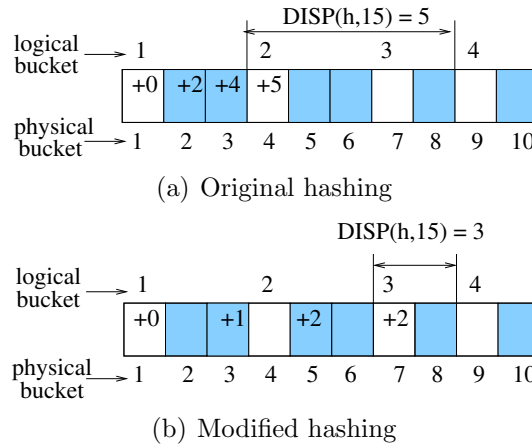 DISP(h,15) = 5
logical bucket 1 2 3 4
+0 +2 +4 +5
physical bucket 1 2 3 4 5 6 7 8 9 10
(a) Original hashing
DISP(h,15) = 3
logical bucket 1 2 3 4
+0 +1 +2 +2
physical bucket 1 2 3 4 5 6 7 8 9 10
(b) Modified hashing